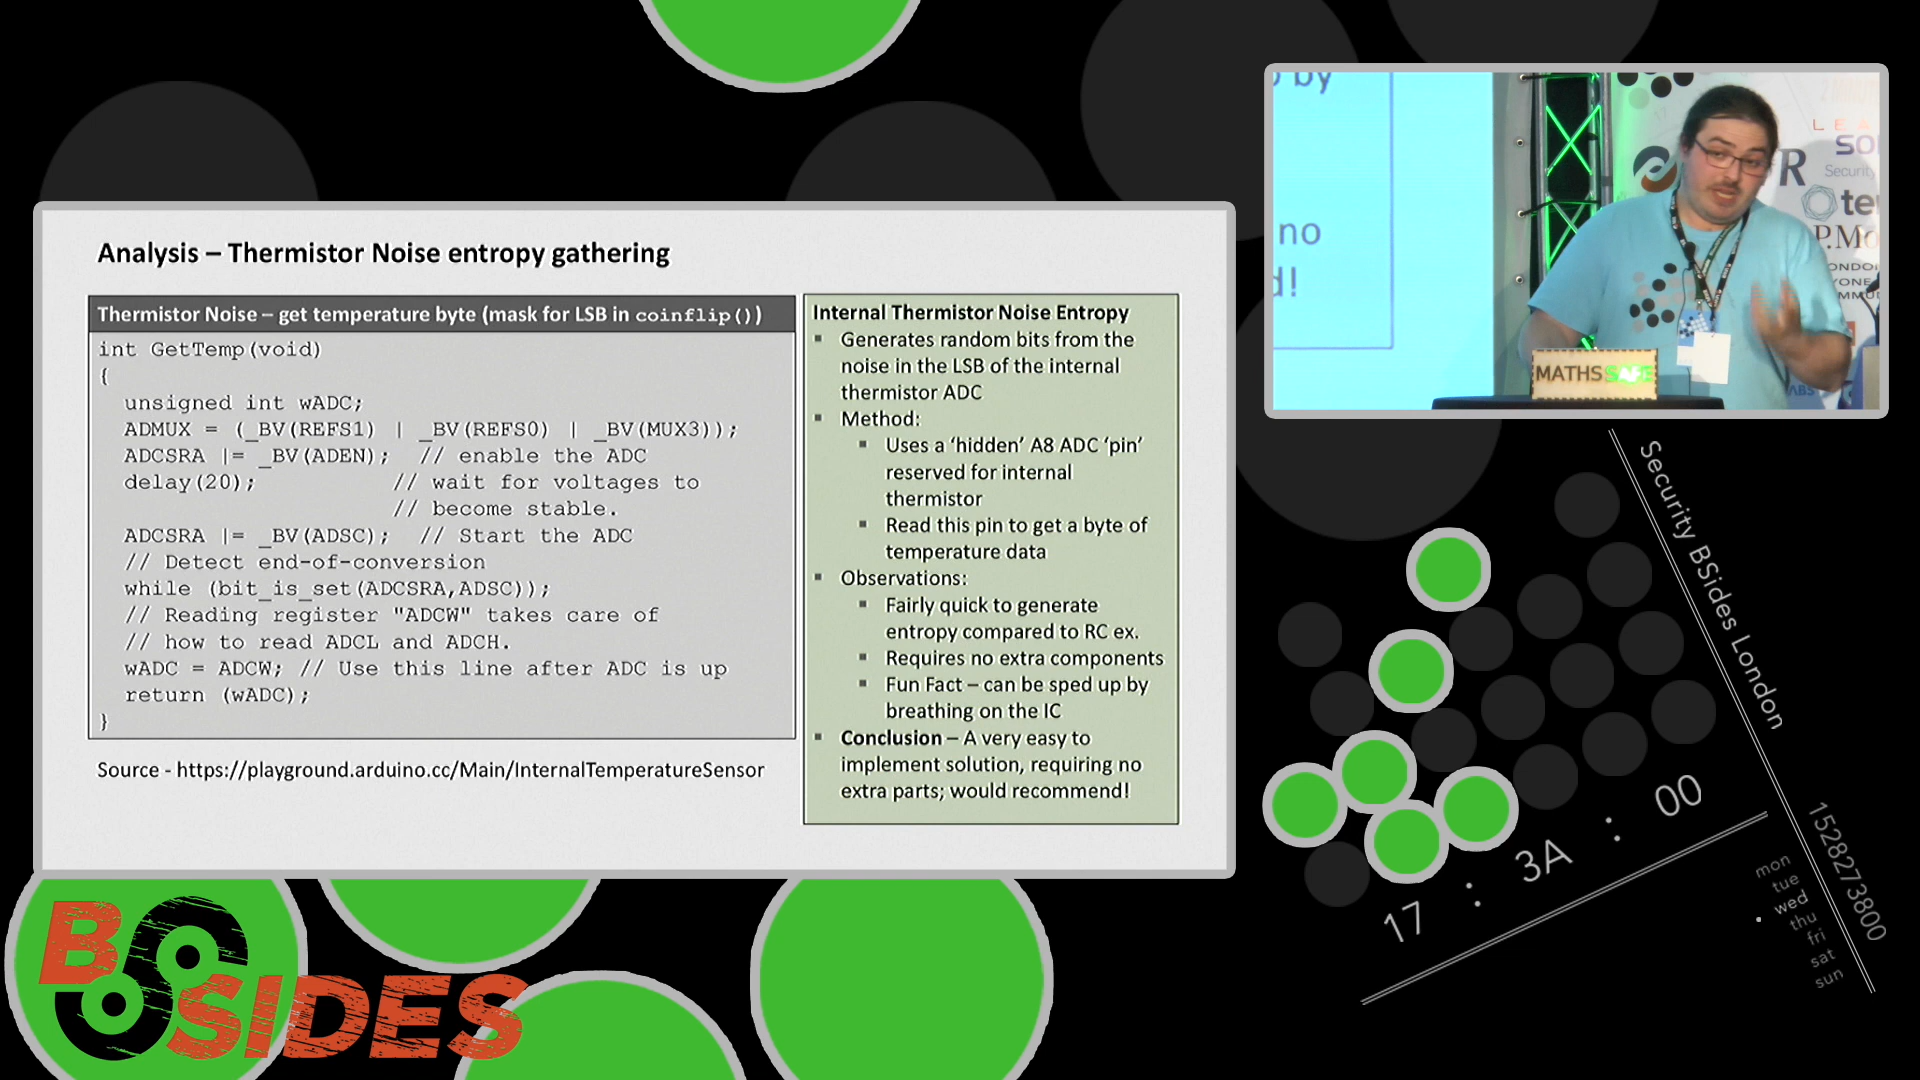 Analysis – Thermistor Noise entropy gathering
Thermistor Noise – get temperature byte (mask for LSB in coinflip())
int GetTemp(void)
{
unsigned int wADC;
ADMUX = (_BV(REFS1) | _BV(REFS0) | _BV(MUX3));
ADCSRA |= _BV(ADEN); // enable the ADC
delay(20); // wait for voltages to
// become stable.
ADCSRA |= _BV(ADSC); // Start the ADC
// Detect end-of-conversion
while (bit_is_set(ADCSRA,ADSC));
// Reading register "ADCW" takes care of
// how to read ADCL and ADCH.
wADC = ADCW; // Use this line after ADC is up
return (wADC);
}
Source - https://playground.arduino.cc/Main/InternalTemperatureSensor
Internal Thermistor Noise Entropy
▪ Generates random bits from the
noise in the LSB of the internal
thermistor ADC
▪ Method:
▪ Uses a ‘hidden’ A8 ADC ‘pin’
reserved for internal
thermistor
▪ Read this pin to get a byte of
temperature data
▪ Observations:
▪ Fairly quick to generate
entropy compared to RC ex.
▪ Requires no extra components
▪ Fun Fact – can be sped up by
breathing on the IC
▪ Conclusion – A very easy to
implement solution, requiring no
extra parts; would recommend!
by
no
d!
LEA
SO
R
Security
te
P.Mo
MATHSSAFE
Security BSides London
17 : 3A : 00
1528273800
mon
tue
wed
thu
fri
sat
sun
BSIDES